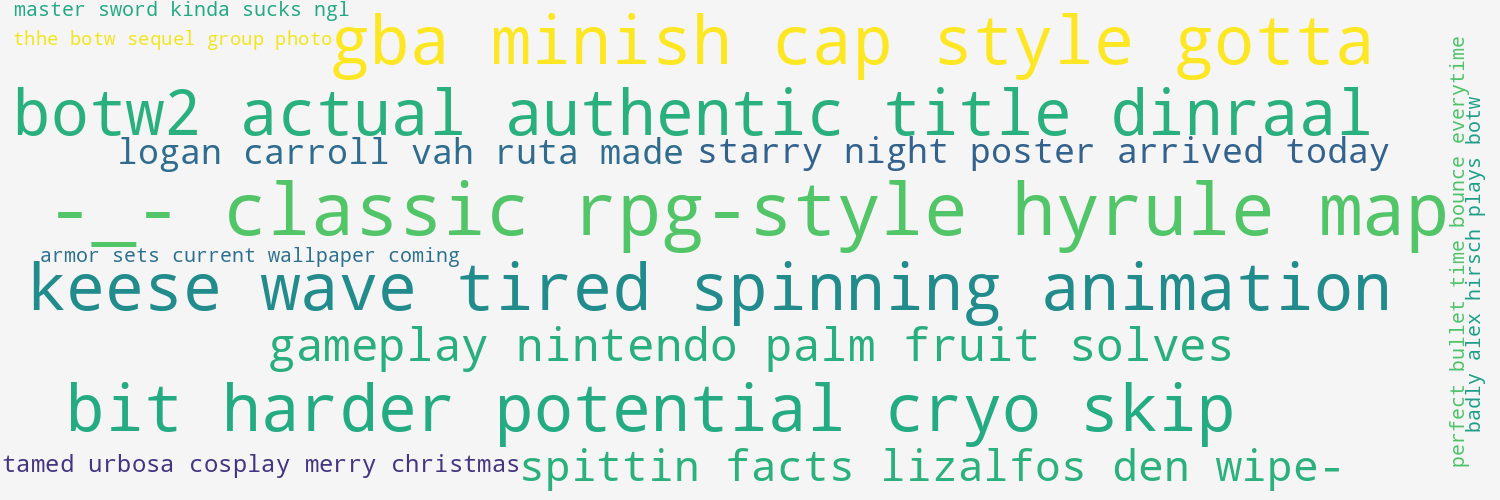 master sword kinda sucks ngl
thhe botw sequel group photo
gba minish cap style gotta
botw2 actual authentic title dinraal
logan carroll vah ruta made
starry night poster arrived today
-_- classic rpg-style hyrule map
armor sets current wallpaper coming
keese wave tired spinning animation
gameplay nintendo palm fruit solves
bit harder potential cryo skip
tamed urbosa cosplay merry christmas
spittin facts lizalfos den wipe-
perfect bullet time bounce everytime
badly alex hirsch plays botw